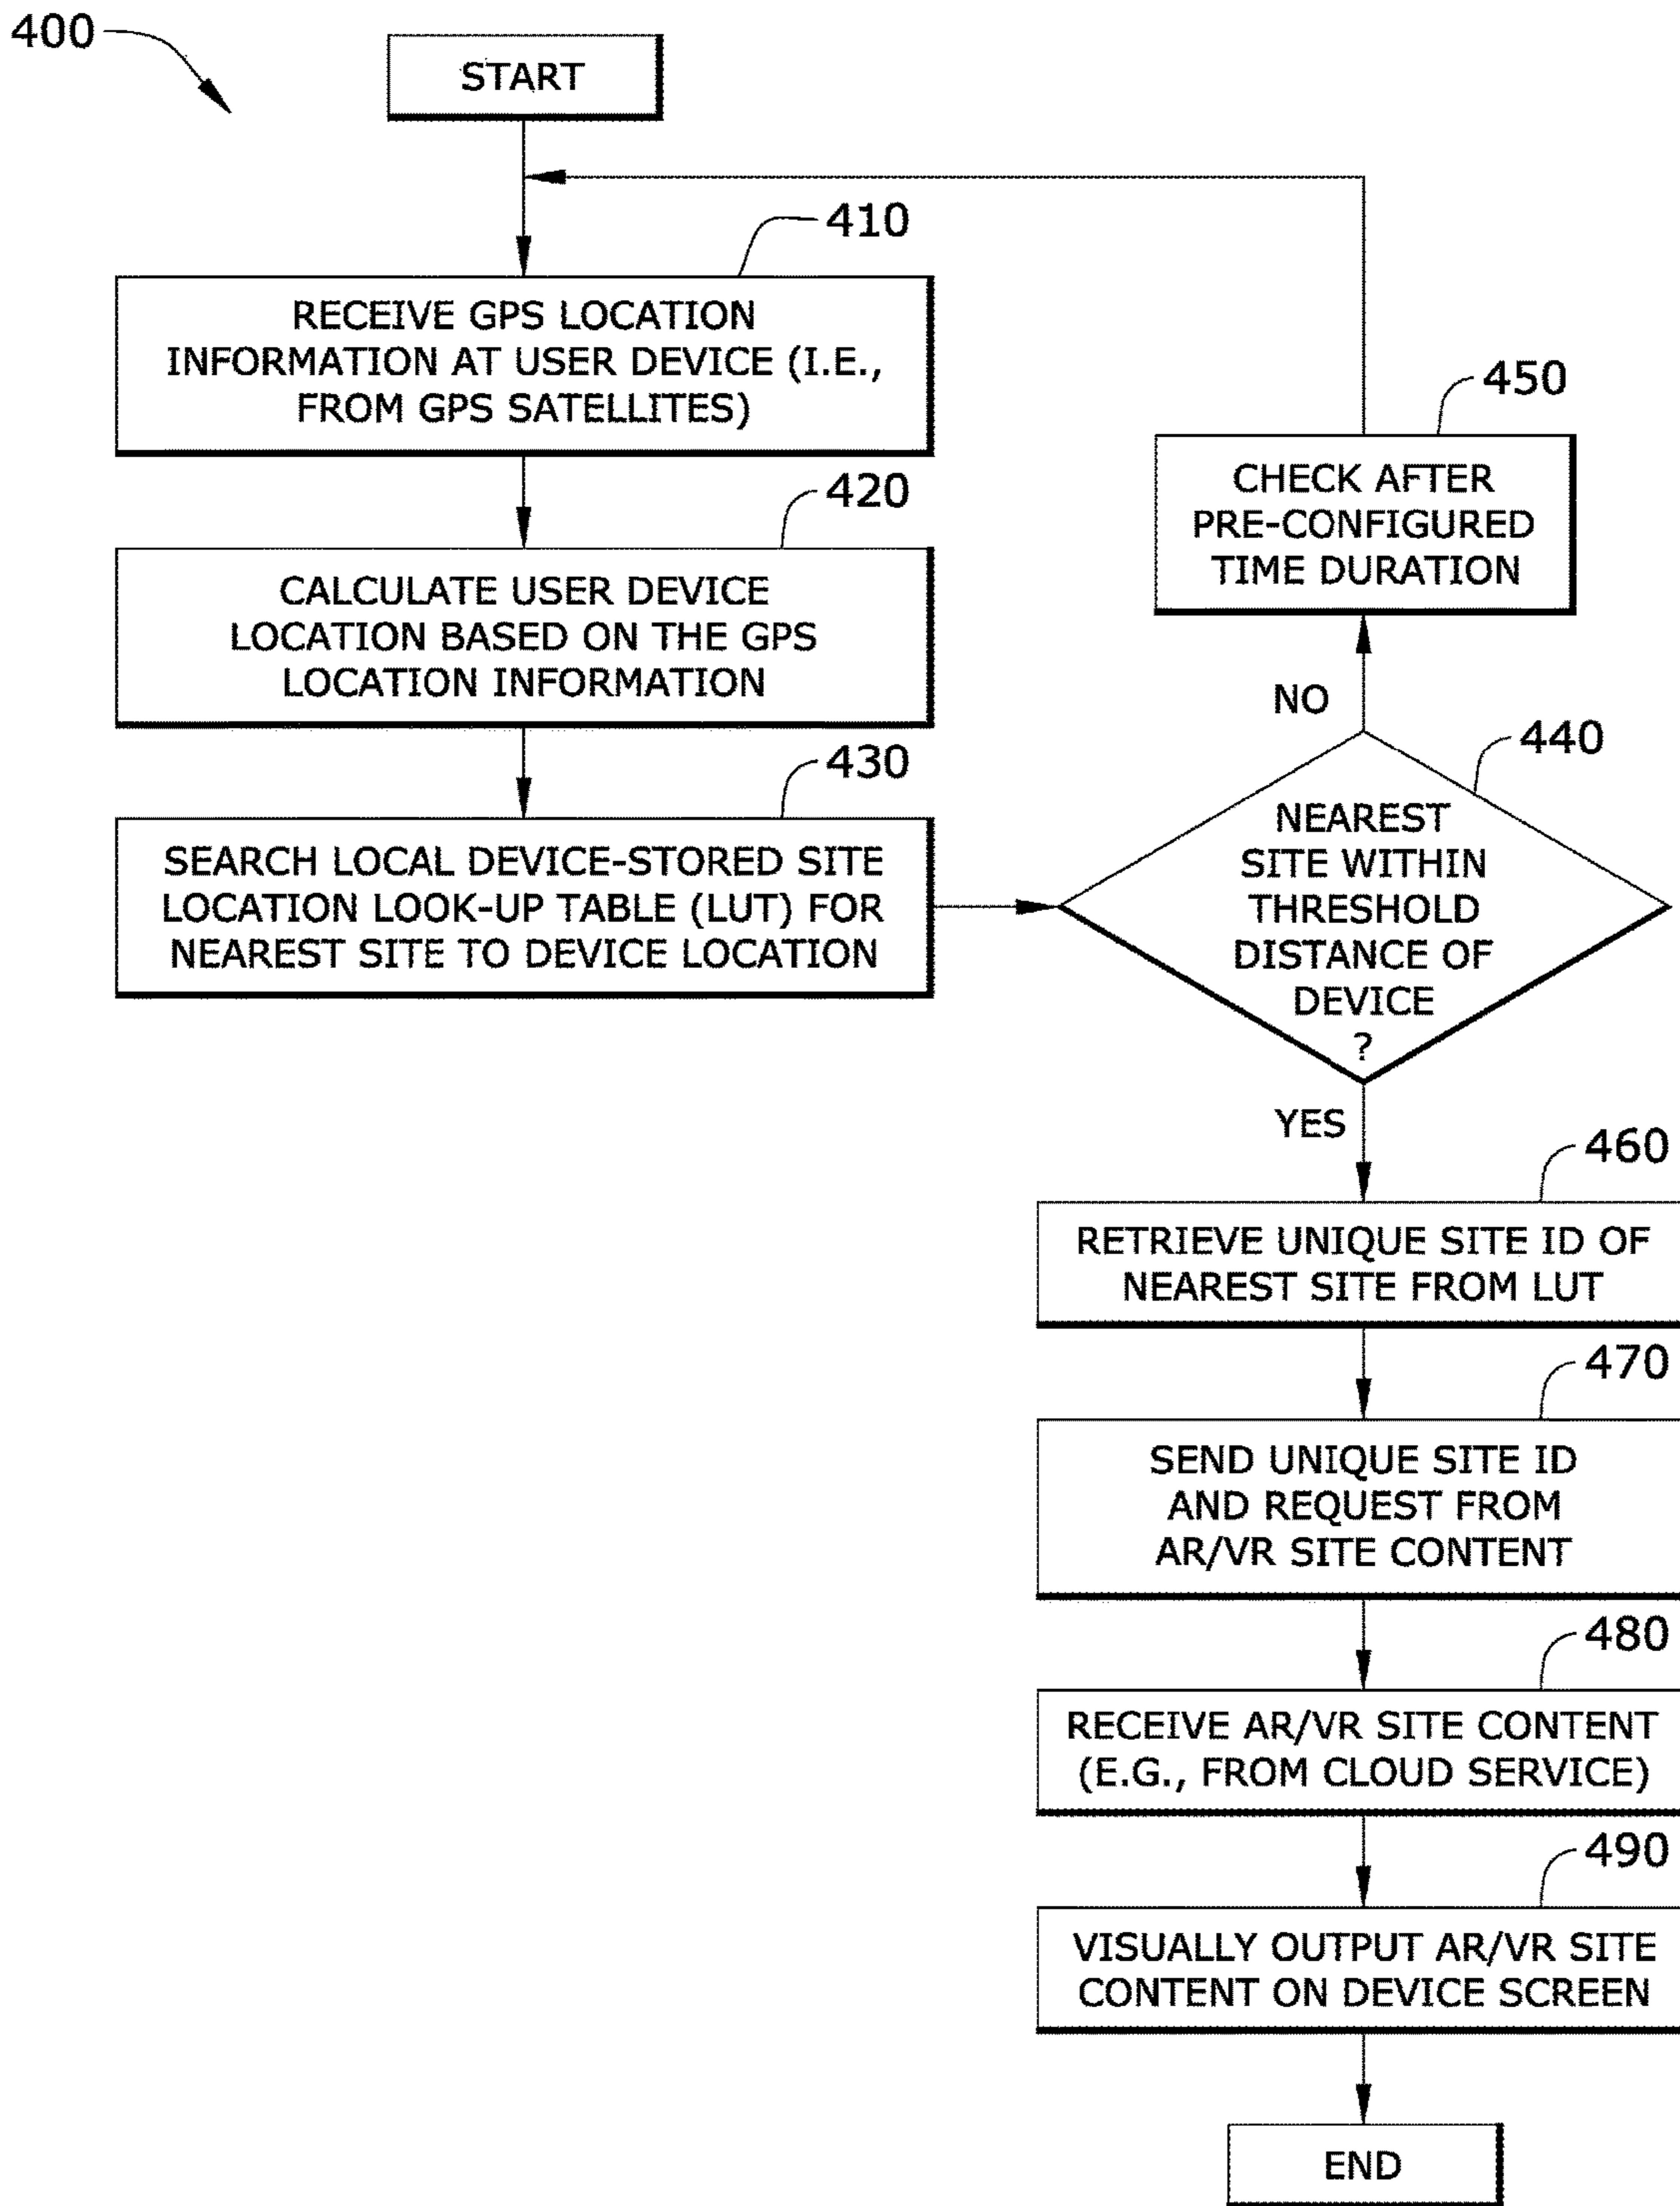 400
START
410
RECEIVE GPS LOCATION
INFORMATION AT USER DEVICE (I.E.,
FROM GPS SATELLITES)
420
CALCULATE USER DEVICE
LOCATION BASED ON THE GPS
LOCATION INFORMATION
430
SEARCH LOCAL DEVICE-STORED SITE
LOCATION LOOK-UP TABLE (LUT) FOR
NEAREST SITE TO DEVICE LOCATION
440
NEAREST
SITE WITHIN
THRESHOLD
DISTANCE OF
DEVICE
?
NO
450
CHECK AFTER
PRE-CONFIGURED
TIME DURATION
YES
460
RETRIEVE UNIQUE SITE ID OF
NEAREST SITE FROM LUT
470
SEND UNIQUE SITE ID
AND REQUEST FROM
AR/VR SITE CONTENT
480
RECEIVE AR/VR SITE CONTENT
(E.G., FROM CLOUD SERVICE)
490
VISUALLY OUTPUT AR/VR SITE
CONTENT ON DEVICE SCREEN
END